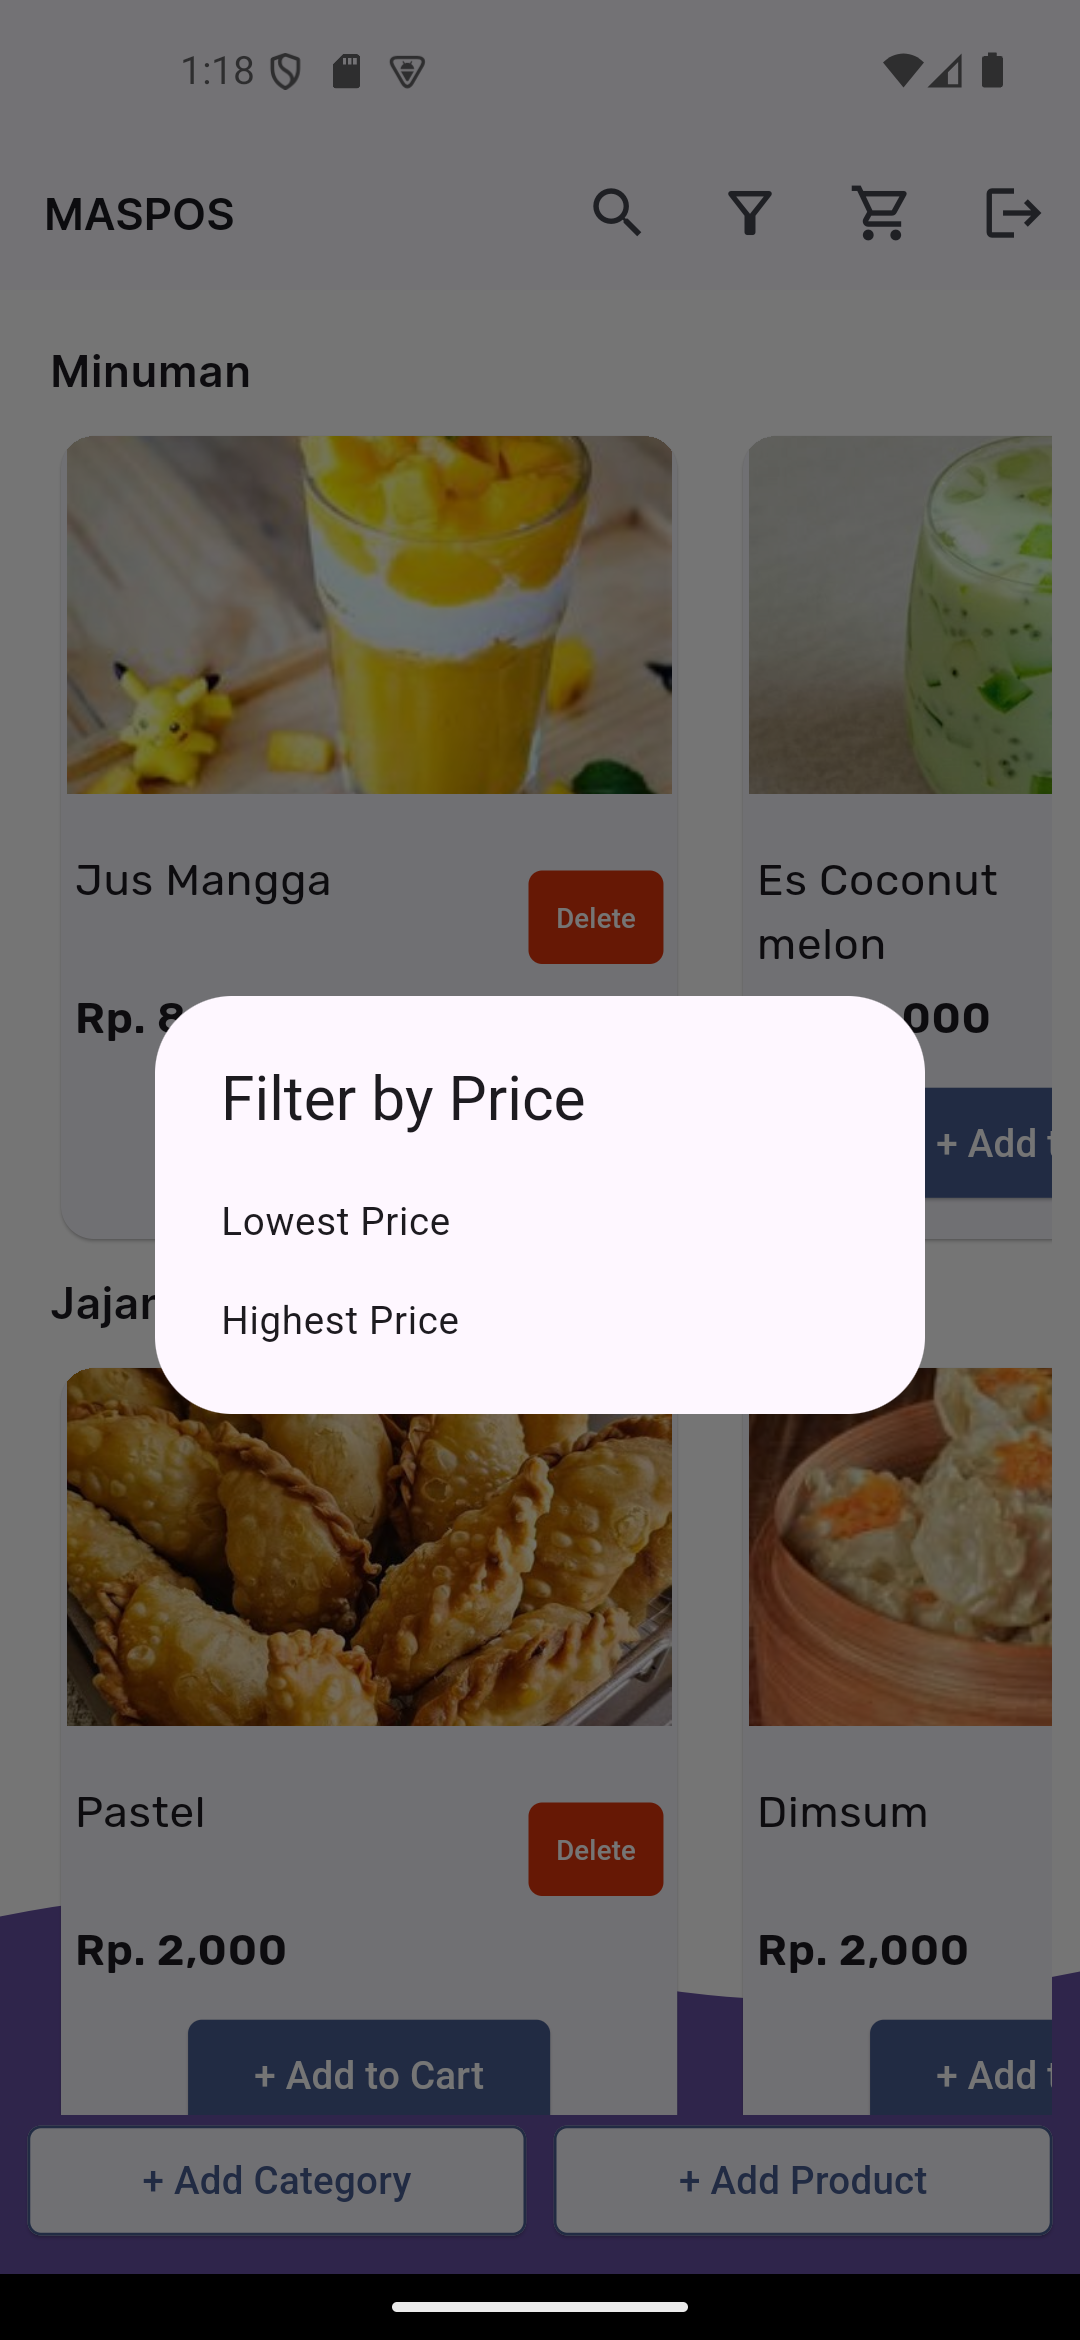 1:18
MASPOS
Minuman
Jus Mangga
Delete
Es Coconut
melon
Rp. 8
000
Filter by Price
Lowest Price
Highest Price
+ Add t
Jajan
Pastel
Delete
Dimsum
Rp. 2,000
Rp. 2,000
+ Add to Cart
+ Add t
+ Add Category
+ Add Product